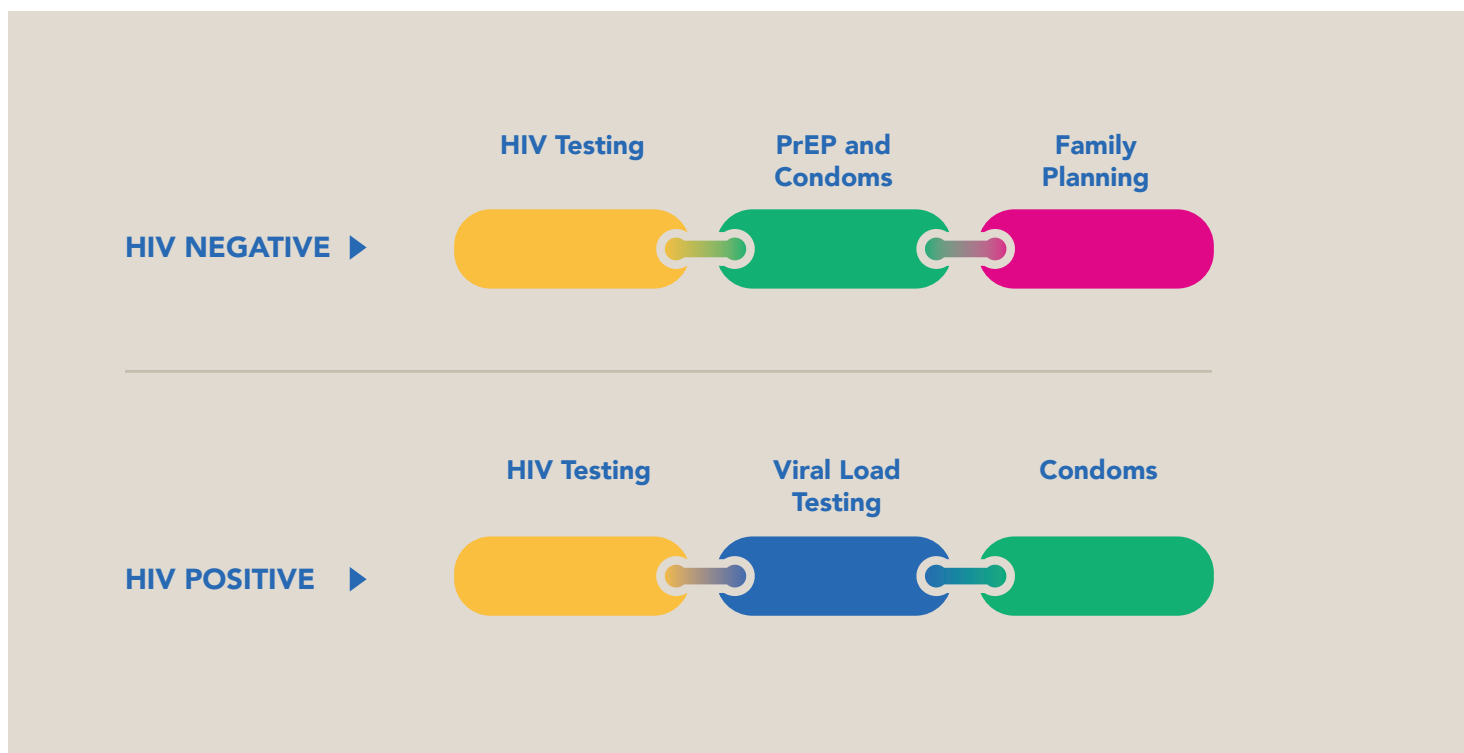 HIV Testing
PrEP and
Condoms
Family
Planning
HIV NEGATIVE
HIV Testing
Viral Load
Testing
Condoms
HIV POSITIVE